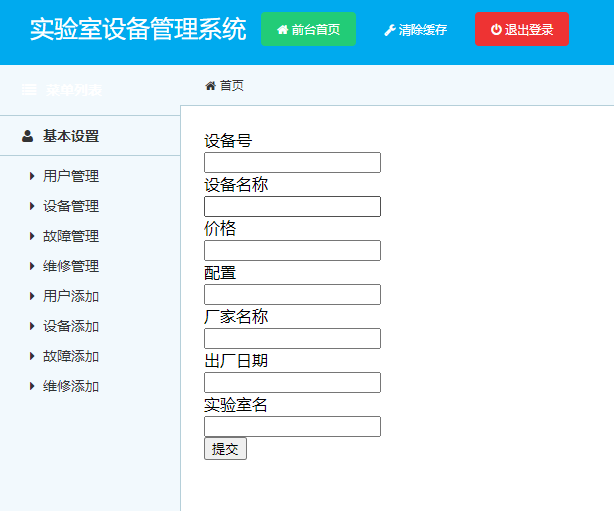 实验室设备管理系统 前台首页 清除缓存 退出登录
菜单列表
首页
基本设置
用户管理
设备管理
故障管理
维修管理
用户添加
设备添加
故障添加
维修添加
设备号
设备名称
价格
配置
厂家名称
出厂日期
实验室名
提交